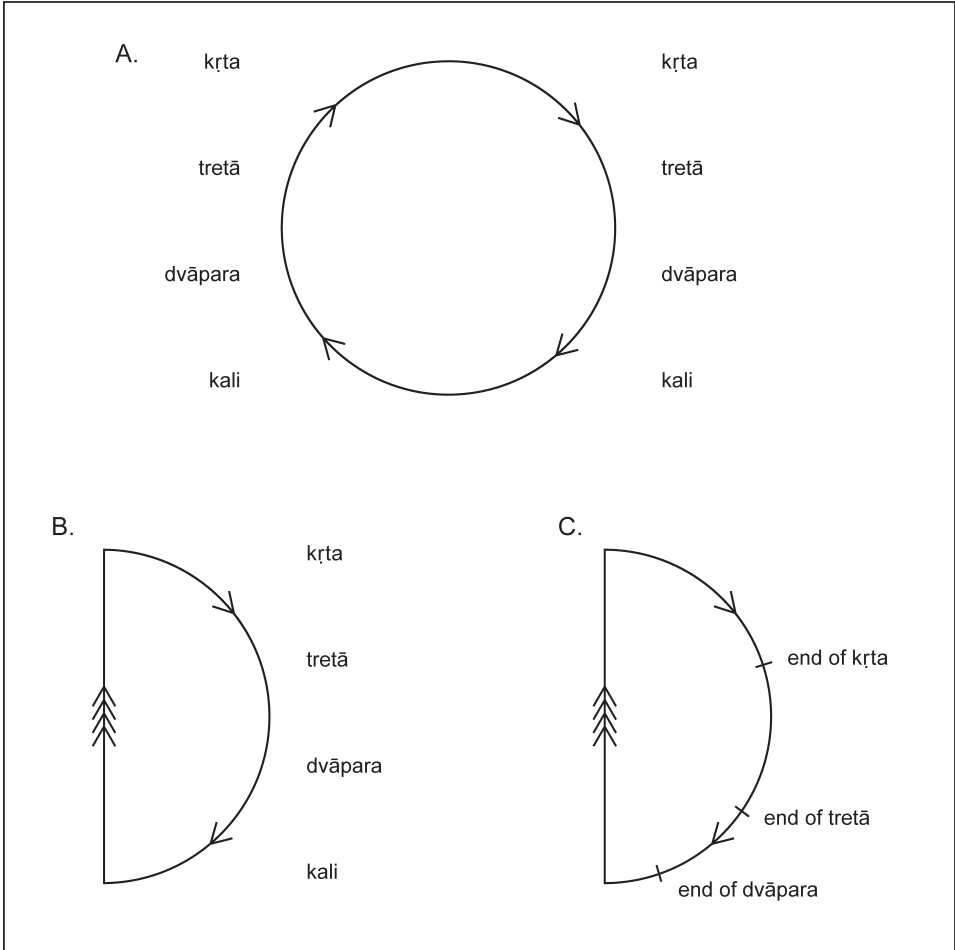 A.
kṛta kṛta
tretā tretā
dvāpara dvāpara
kali kali
B.
kṛta
tretā
dvāpara
kali
C.
end of kṛta
end of tretā
end of dvāpara